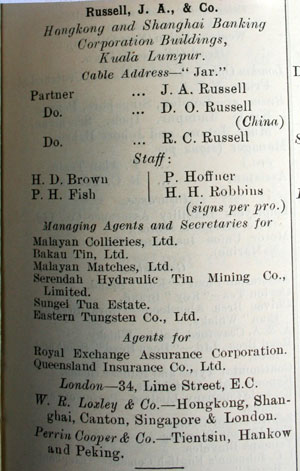 Russell, J. A., & Co.
Hongkong and Shanghai Banking
Corporation Buildings,
Kuala Lumpur.
Cable Address—"Jar."
Partner ... J. A. Russell
Do. ... D. O. Russell
(China)
Do. ... R. C. Russell
Staff:
H. D. Brown
P. H. Fish
P. Hoffner
H. H. Robbins
(signs per pro.)
Managing Agents and Secretaries for
Malayan Collieries, Ltd.
Bakau Tin, Ltd.
Malayan Matches, Ltd.
Serendah Hydraulic Tin Mining Co.,
Limited.
Sungei Tua Estate.
Eastern Tungsten Co., Ltd.
Agents for
Royal Exchange Assurance Corporation.
Queensland Insurance Co., Ltd.
London—34, Lime Street, E.C.
W. R. Loxley & Co.—Hongkong, Shan-
ghai, Canton, Singapore & London.
Perrin Cooper & Co.—Tientsin, Hankow
and Peking.